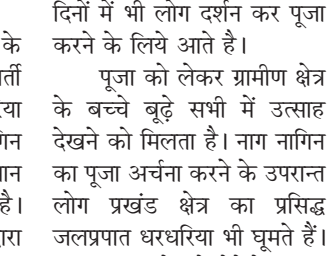 दिनों में भी लोग दर्शन कर पूजा
करने के लिये आते है।
पूजा को लेकर ग्रामीण क्षेत्र
के बच्चे बूढ़े सभी में उत्साह
देखने को मिलता है। नाग नागिन
का पूजा अर्चना करने के उपरान्त
लोग प्रखंड क्षेत्र का प्रसिद्ध
जलप्रपात धरधरिया भी घूमते हैं।
के
है।